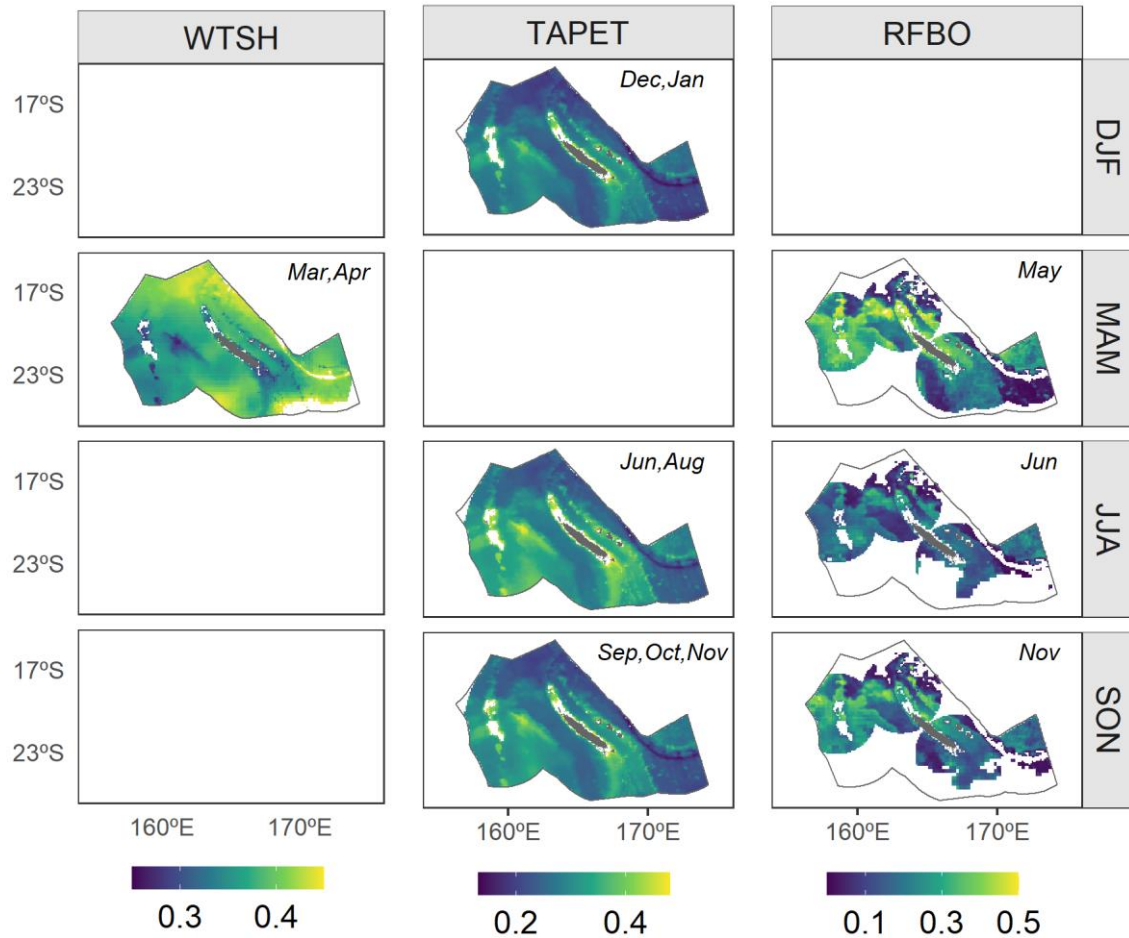 WTSH TAPET RFBO
17ºS Dec,Jan DJF
23ºS
17ºS Mar,Apr May MAM
23ºS
17ºS Jun,Aug Jun JJA
23ºS
17ºS Sep,Oct,Nov Nov SON
23ºS
160ºE 170ºE 160ºE 170ºE 160ºE 170ºE
0.3 0.4 0.2 0.4 0.1 0.3 0.5